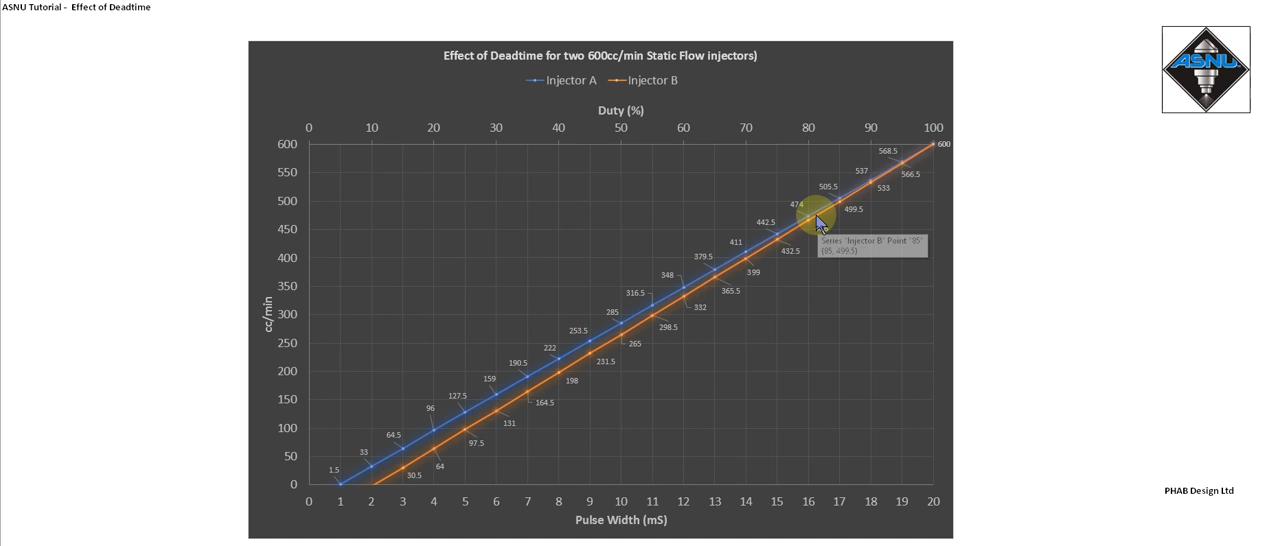 ASNU Tutorial - Effect of Deadtime
ASNU
Effect of Deadtime for two 600cc/min Static Flow injectors)
Injector A Injector B
Duty (%)
0 10 20 30 40 50 60 70 80 90 100
600
550
500
450
400
350
300
250
200
150
100
50
0
cc/min
1.5 33 64.5 96 127.5 159 190.5 222 253.5 285 316.5 348 379.5 411 442.5 474 505.5 537 568.5 600
30.5 64 97.5 131 164.5 198 231.5 265 298.5 332 365.5 399 432.5 499.5 533 566.5
Series "Injector B" Point "85"
(85, 499.5)
0 1 2 3 4 5 6 7 8 9 10 11 12 13 14 15 16 17 18 19 20
Pulse Width (mS)
PHAB Design Ltd